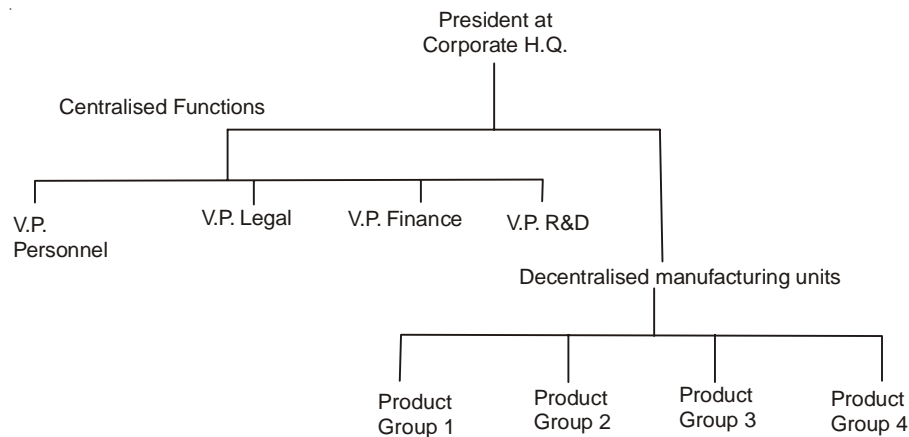 President at
Corporate H.Q.
Centralised Functions
V.P.
Personnel
V.P. Legal
V.P. Finance
V.P. R&D
Decentralised manufacturing units
Product
Group 1
Product
Group 2
Product
Group 3
Product
Group 4